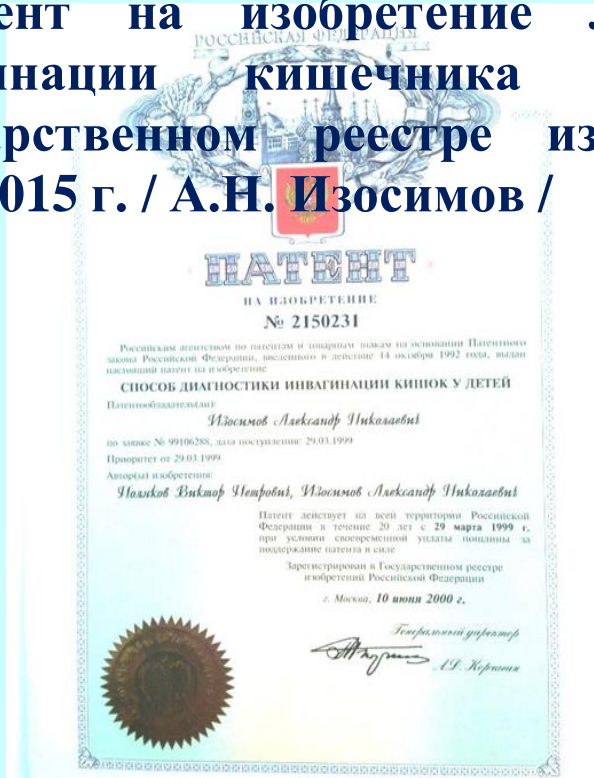 ент на изобретение
инации кишечника
арственном реестре из
015 г. / А.Н. Изосимов /
РОССИЙСКАЯ ФЕДЕРАЦИЯ
ПАТЕНТ
НА ИЗОБРЕТЕНИЕ
№ 2150231
Российским агентством по патентам и товарным знакам на основании Патентного
закона Российской Федерации, введенного в действие 14 октября 1992 года, выдан
настоящий патент на изобретение
СПОСОБ ДИАГНОСТИКИ ИНВАГИНАЦИИ КИШОК У ДЕТЕЙ
Патентообладатель(ли):
Изосимов Александр Николаевич
по заявке № 99106288, дата поступления: 29.03.1999
Приоритет от 29.03.1999
Автор(ы) изобретения:
Поляков Виктор Петрович, Изосимов Александр Николаевич
Патент действует на всей территории Российской
Федерации в течение 20 лет с 29 марта 1999 г.
при условии своевременной уплаты пошлины за
поддержание патента в силе
Зарегистрирован в Государственном реестре
изобретений Российской Федерации
г. Москва, 10 июня 2000 г.
Генеральный директор
А.Д. Корчагин